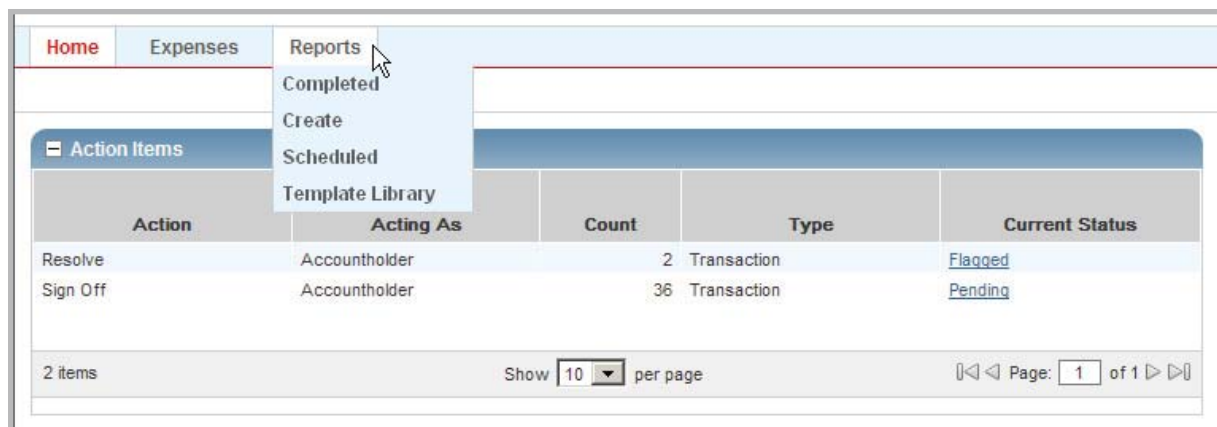 Home Expenses Reports
Completed
Create
Scheduled
Template Library
Action Items
Action Acting As Count Type Current Status
Resolve Accountholder 2 Transaction Flagged
Sign Off Accountholder 36 Transaction Pending
2 items Show 10 per page Page: 1 of 1